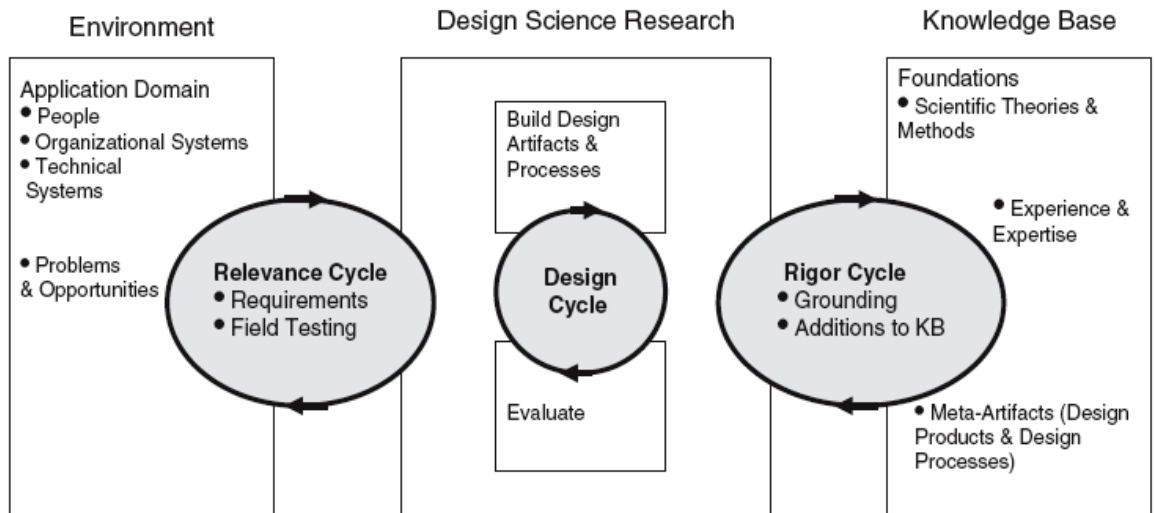 Environment
Design Science Research
Knowledge Base
Application Domain
• People
• Organizational Systems
• Technical
Systems
• Problems
& Opportunities
Relevance Cycle
• Requirements
• Field Testing
Build Design
Artifacts &
Processes
Design
Cycle
Evaluate
Rigor Cycle
• Grounding
• Additions to KB
Foundations
• Scientific Theories &
Methods
• Experience &
Expertise
• Meta-Artifacts (Design
Products & Design
Processes)